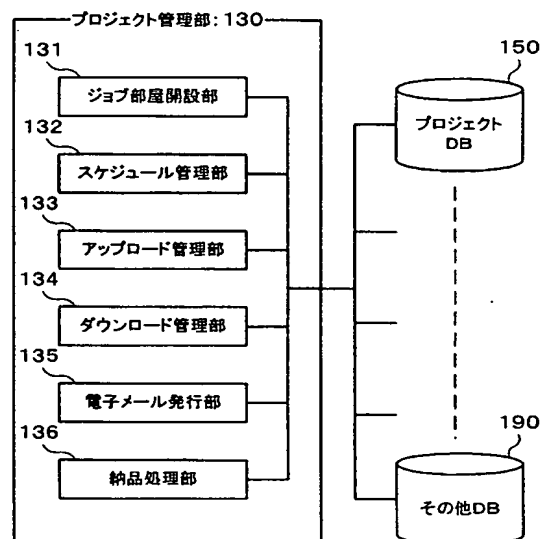 プロジェクト管理部:130
131
ジョブ部屋開設部
132
スケジュール管理部
133
アップロード管理部
134
ダウンロード管理部
135
電子メール発行部
136
納品処理部
150
プロジェクト
DB
190
その他DB